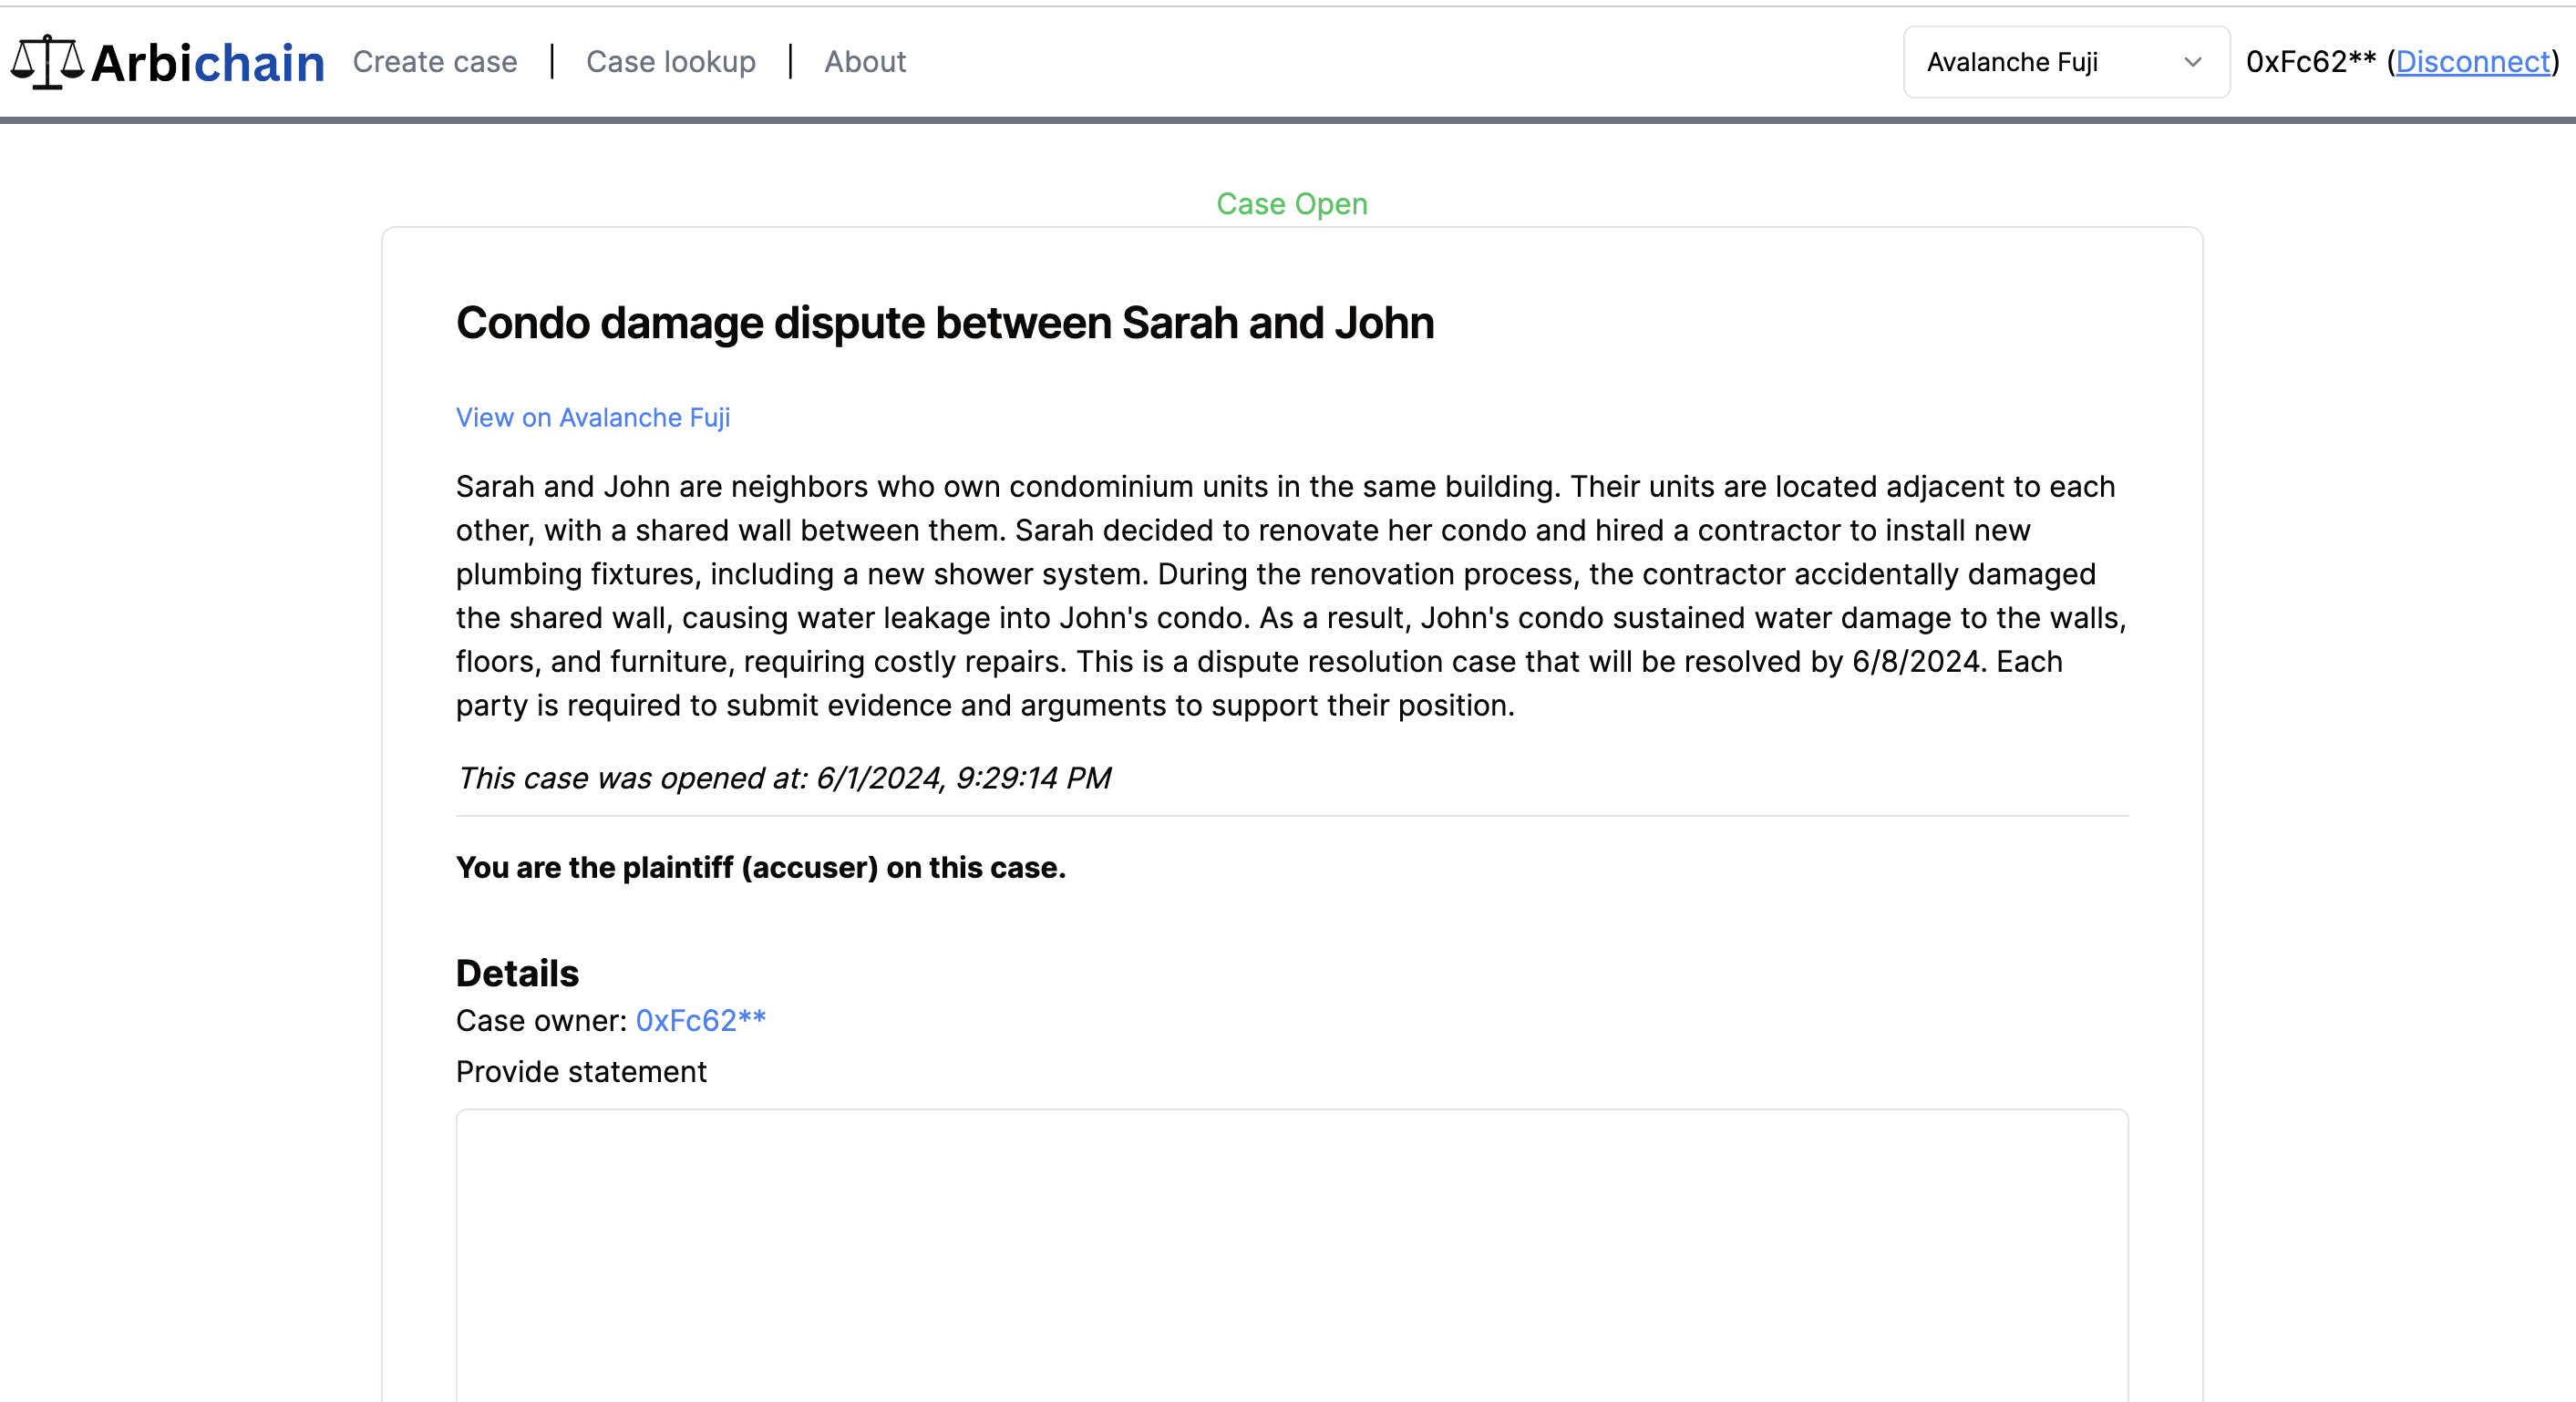 Arbichain Create case | Case lookup | About Avalanche Fuji 0xFc62** (Disconnect)
Case Open
Condo damage dispute between Sarah and John
View on Avalanche Fuji
Sarah and John are neighbors who own condominium units in the same building. Their units are located adjacent to each
other, with a shared wall between them. Sarah decided to renovate her condo and hired a contractor to install new
plumbing fixtures, including a new shower system. During the renovation process, the contractor accidentally damaged
the shared wall, causing water leakage into John's condo. As a result, John's condo sustained water damage to the walls,
floors, and furniture, requiring costly repairs. This is a dispute resolution case that will be resolved by 6/8/2024. Each
party is required to submit evidence and arguments to support their position.
This case was opened at: 6/1/2024, 9:29:14 PM
You are the plaintiff (accuser) on this case.
Details
Case owner: 0xFc62**
Provide statement